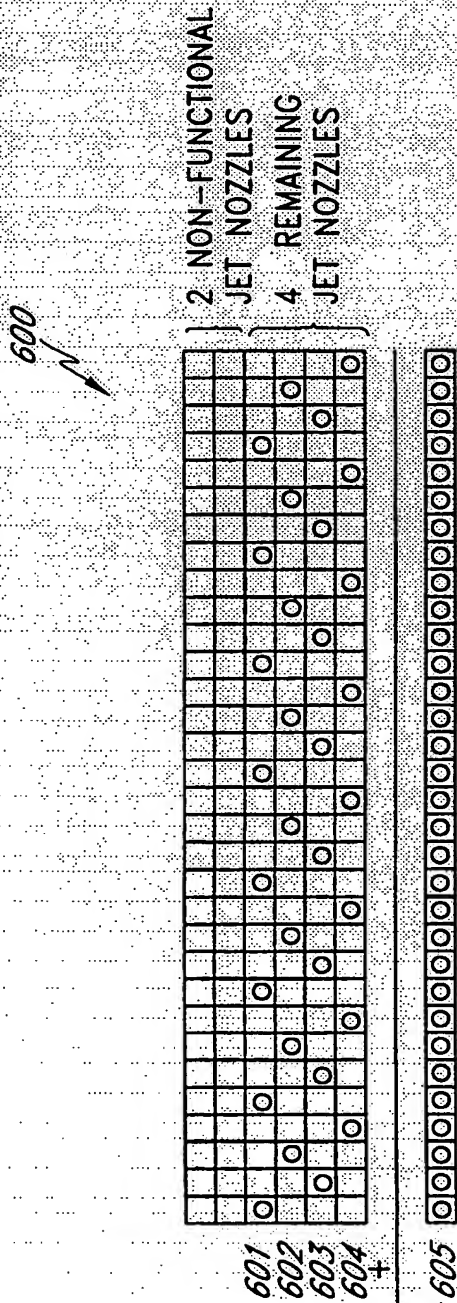 600
2 NON-FUNCTIONAL
JET NOZZLES
4 REMAINING
JET NOZZLES
601
602
603
604
+
605